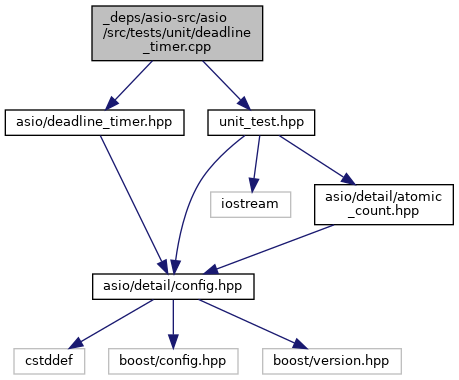 _deps/asio-src/asio
/src/tests/unit/deadline
_timer.cpp
asio/deadline_timer.hpp
unit_test.hpp
iostream
asio/detail/atomic
_count.hpp
asio/detail/config.hpp
cstddef
boost/config.hpp
boost/version.hpp